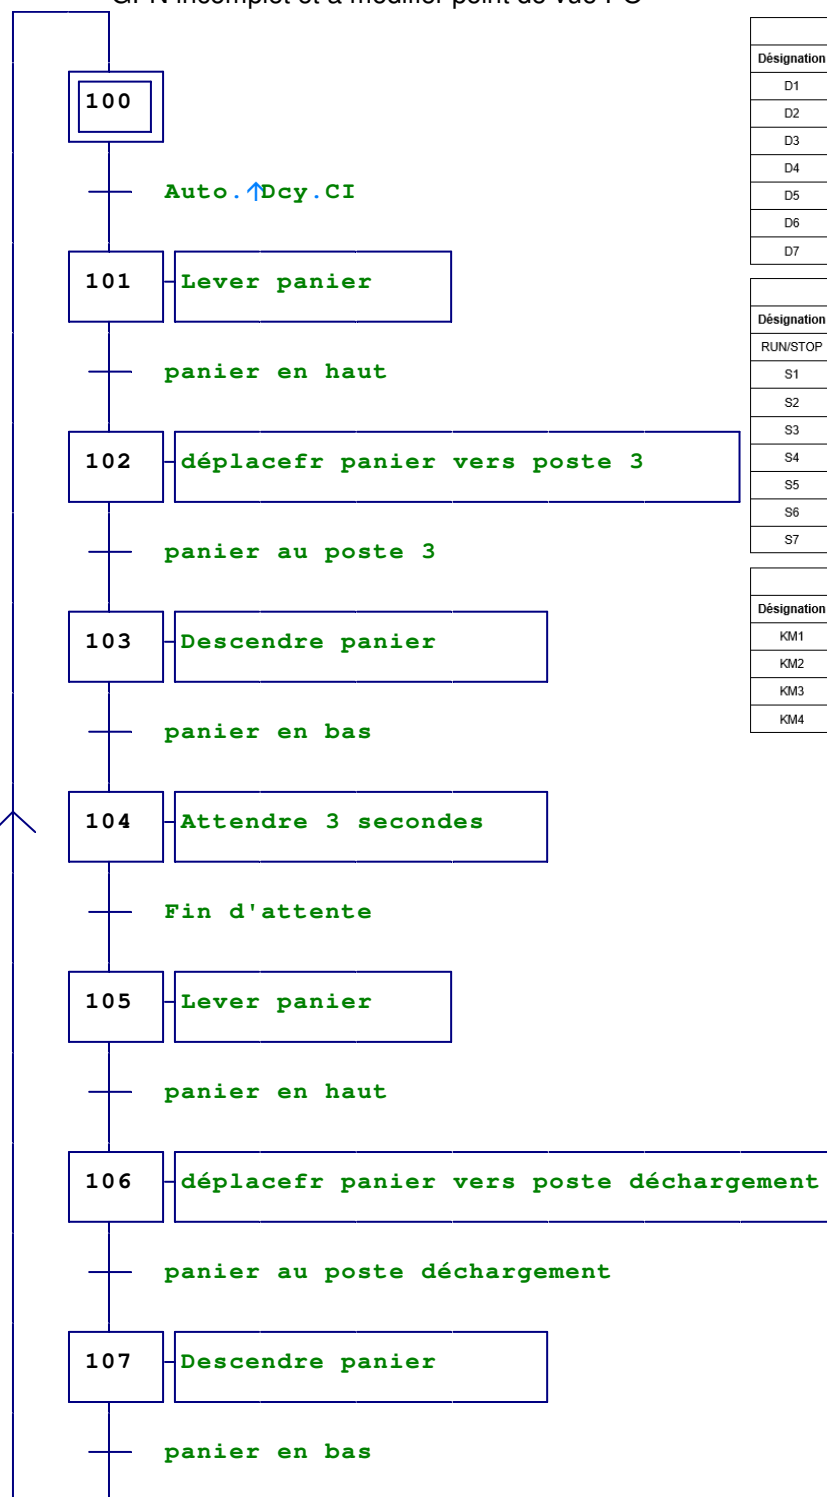 GPN incomplet et à modifier point de vue PO
100
Auto.↑Dcy.CI
101 Lever panier
panier en haut
102 déplacefr panier vers poste 3
panier au poste 3
103 Descendre panier
panier en bas
104 Attendre 3 secondes
Fin d'attente
105 Lever panier
panier en haut
106 déplacefr panier vers poste déchargement
panier au poste déchargement
107 Descendre panier
panier en bas
Désignation
D1
D2
D3
D4
D5
D6
D7
Désignation
RUN/STOP
S1
S2
S3
S4
S5
S6
S7
Désignation
KM1
KM2
KM3
KM4